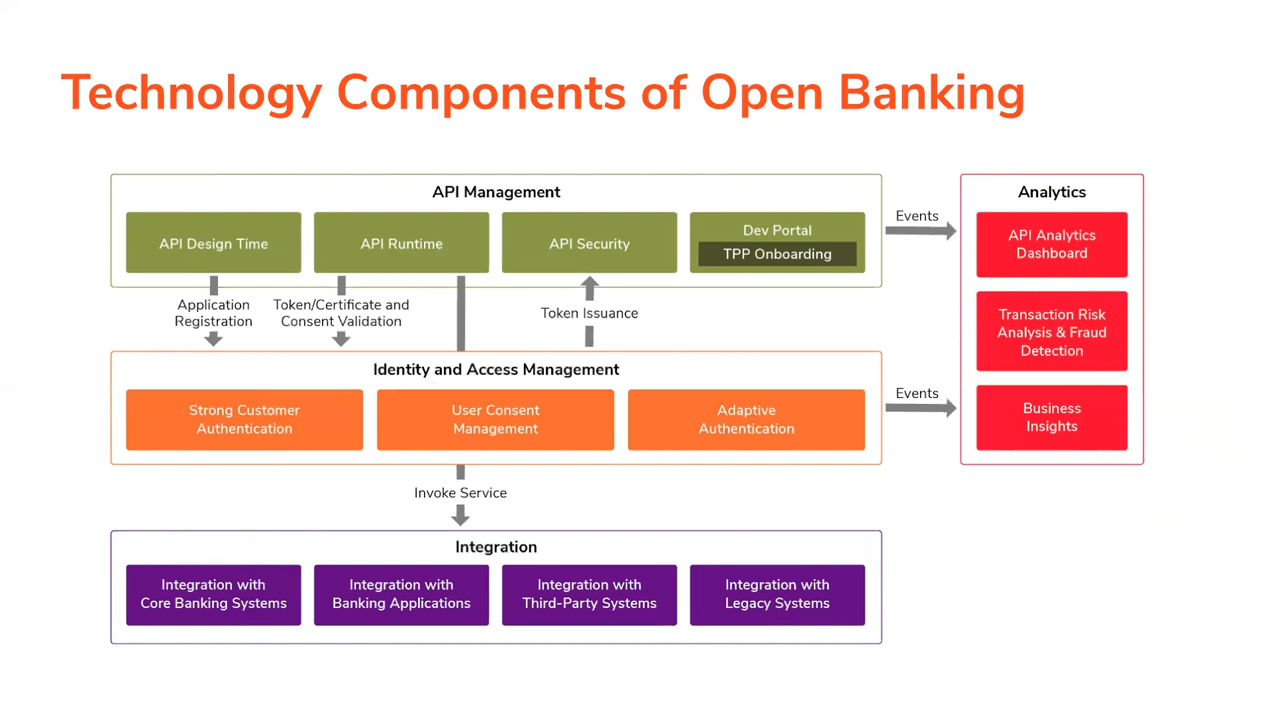 Technology Components of Open Banking
API Management
API Design Time
API Runtime
API Security
Dev Portal
TPP Onboarding
Events
Analytics
API Analytics
Dashboard
Transaction Risk
Analysis & Fraud
Detection
Business
Insights
Application
Registration
Token/Certificate and
Consent Validation
Token Issuance
Identity and Access Management
Strong Customer
Authentication
User Consent
Management
Adaptive
Authentication
Events
Invoke Service
Integration
Integration with
Core Banking Systems
Integration with
Banking Applications
Integration with
Third-Party Systems
Integration with
Legacy Systems